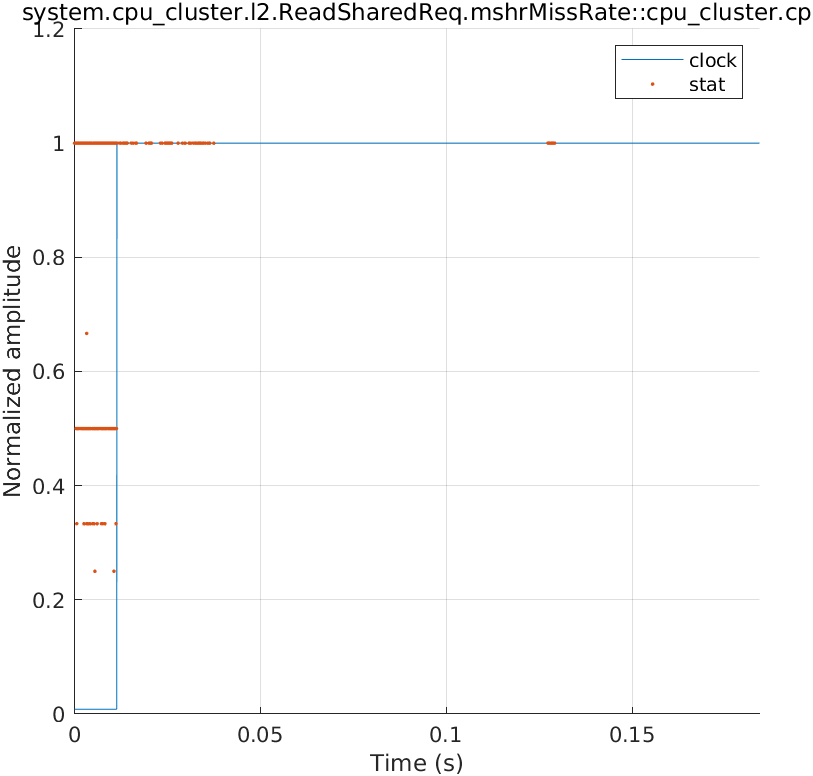 system.cpu_cluster.l2.ReadSharedReq.mshrMissRate::cpu_cluster.cp
1.2
1
0.8
0.6
0.4
0.2
0
Normalized amplitude
clock
stat
0
0.05
0.1
0.15
Time (s)